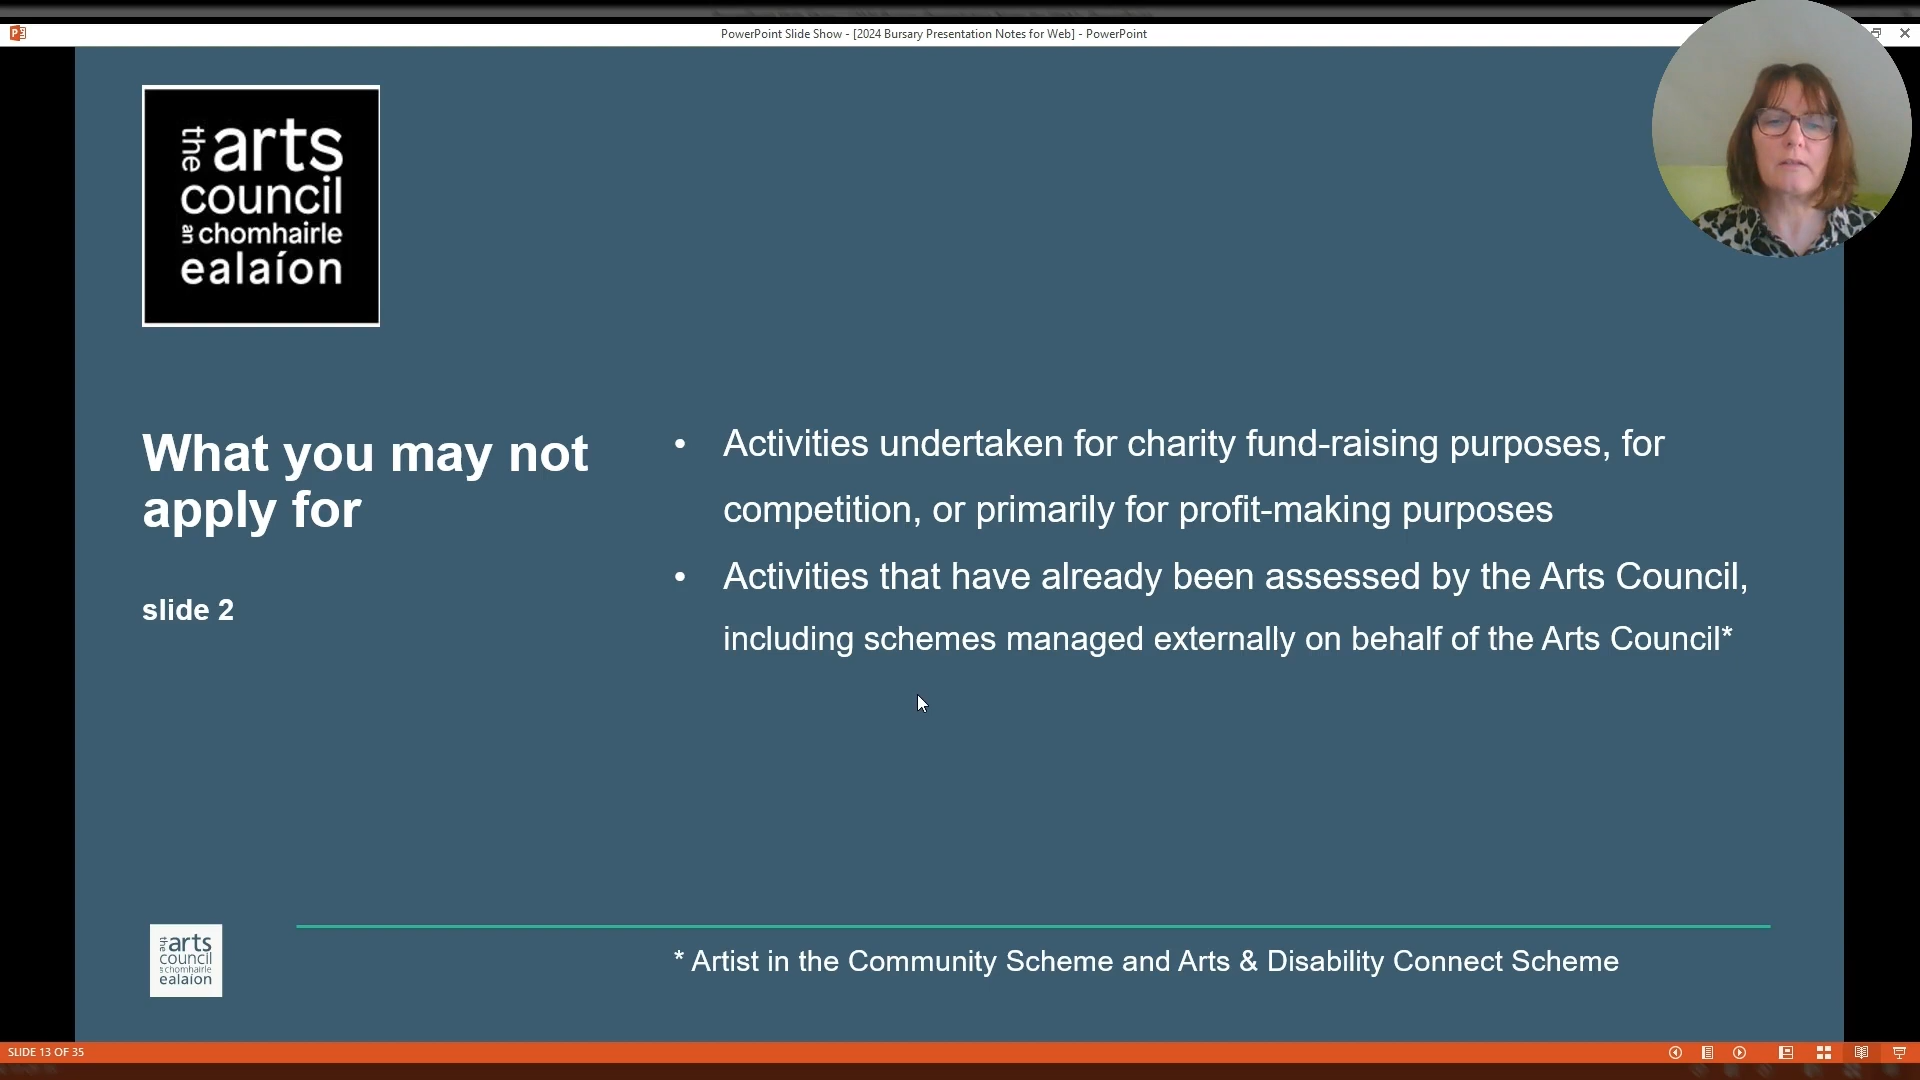 PowerPoint Slide Show - [2024 Bursary Presentation Notes for Web] - PowerPoint
the arts
council
an chomhairle
ealaíon
What you may not
apply for
slide 2
• Activities undertaken for charity fund-raising purposes, for
competition, or primarily for profit-making purposes
• Activities that have already been assessed by the Arts Council,
including schemes managed externally on behalf of the Arts Council*
the arts
council
an chomhairle
ealaíon
* Artist in the Community Scheme and Arts & Disability Connect Scheme
SLIDE 13 OF 35